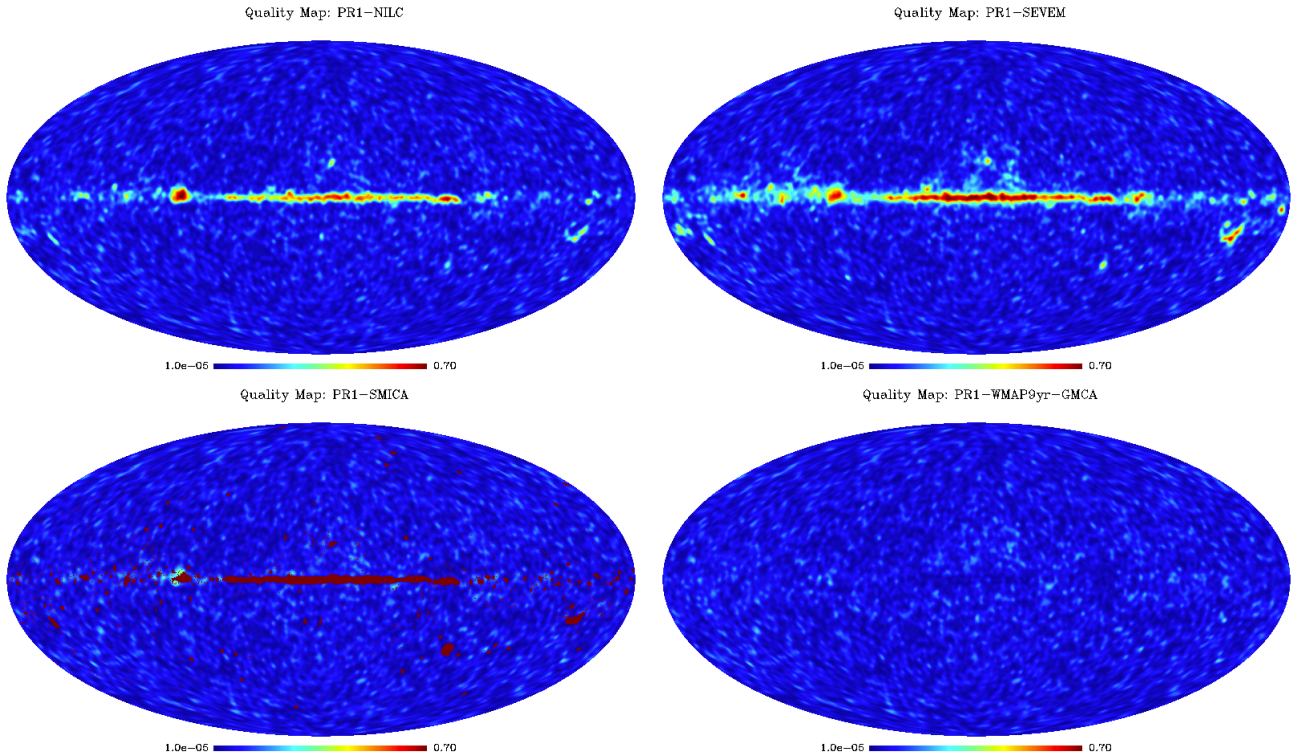 Quality Map: PR1-NILC
Quality Map: PR1-SEVEM
1.0e-05 0.70
1.0e-05 0.70
Quality Map: PR1-SMICA
Quality Map: PR1-WMAP9yr-GMCA
1.0e-05 0.70
1.0e-05 0.70